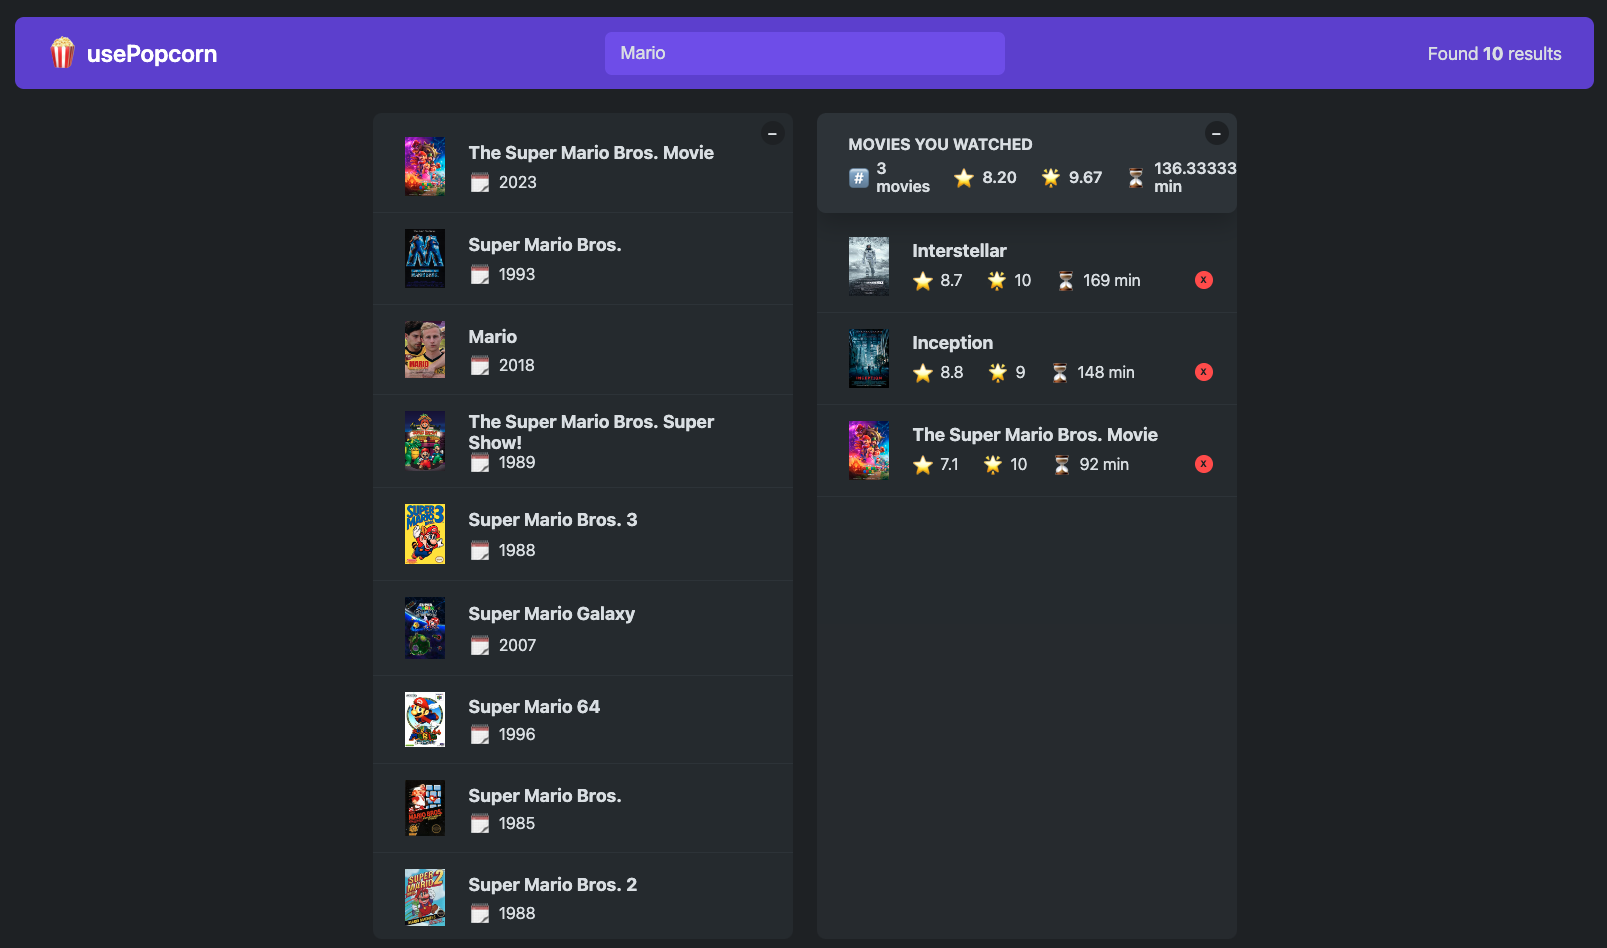 usePopcorn
Mario
Found 10 results
The Super Mario Bros. Movie
2023
Super Mario Bros.
1993
Mario
2018
The Super Mario Bros. Super
Show!
1989
Super Mario Bros. 3
1988
Super Mario Galaxy
2007
Super Mario 64
1996
Super Mario Bros.
1985
Super Mario Bros. 2
1988
MOVIES YOU WATCHED
# 3 movies 8.20 9.67 136.33333 min
Interstellar
8.7 10 169 min x
Inception
8.8 9 148 min x
The Super Mario Bros. Movie
7.1 10 92 min x